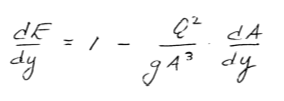 dE/dy = 1 - Q²/gA³ · dA/dy